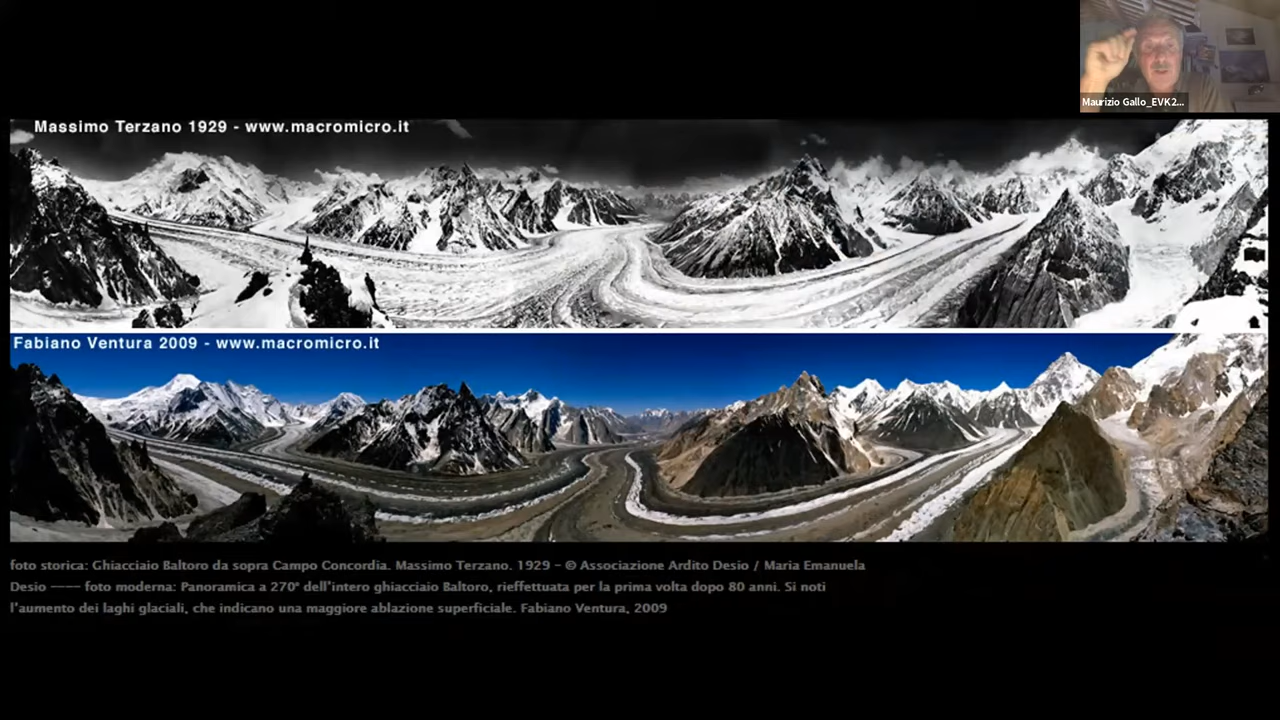 Maurizio Gallo_EVK2...
Massimo Terzano 1929 - www.macromicro.it
Fabiano Ventura 2009 - www.macromicro.it
foto storica: Ghiacciaio Baltoro da sopra Campo Concordia. Massimo Terzano. 1929 - © Associazione Ardito Desio / Maria Emanuela
Desio ---- foto moderna: Panoramica a 270° dell'intero ghiacciaio Baltoro, rieffettuata per la prima volta dopo 80 anni. Si noti
l'aumento dei laghi glaciali, che indicano una maggiore ablazione superficiale. Fabiano Ventura, 2009